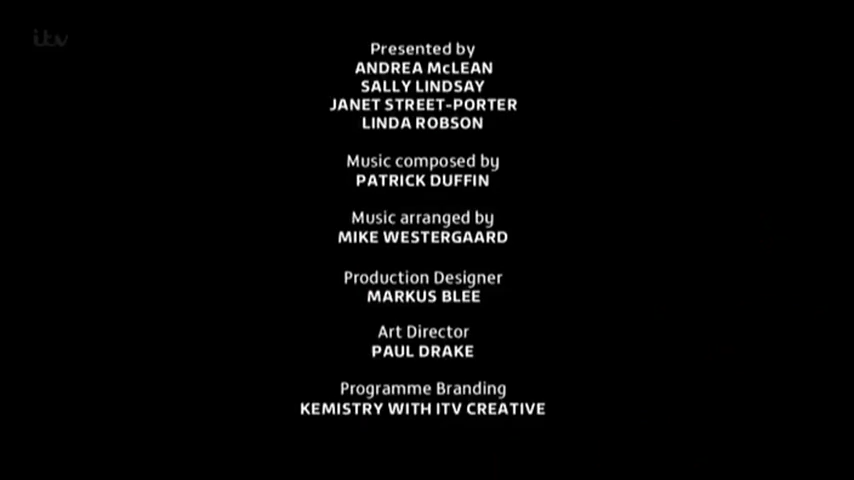 itv
Presented by
ANDREA McLEAN
SALLY LINDSAY
JANET STREET-PORTER
LINDA ROBSON
Music composed by
PATRICK DUFFIN
Music arranged by
MIKE WESTERGAARD
Production Designer
MARKUS BLEE
Art Director
PAUL DRAKE
Programme Branding
KEMISTRY WITH ITV CREATIVE